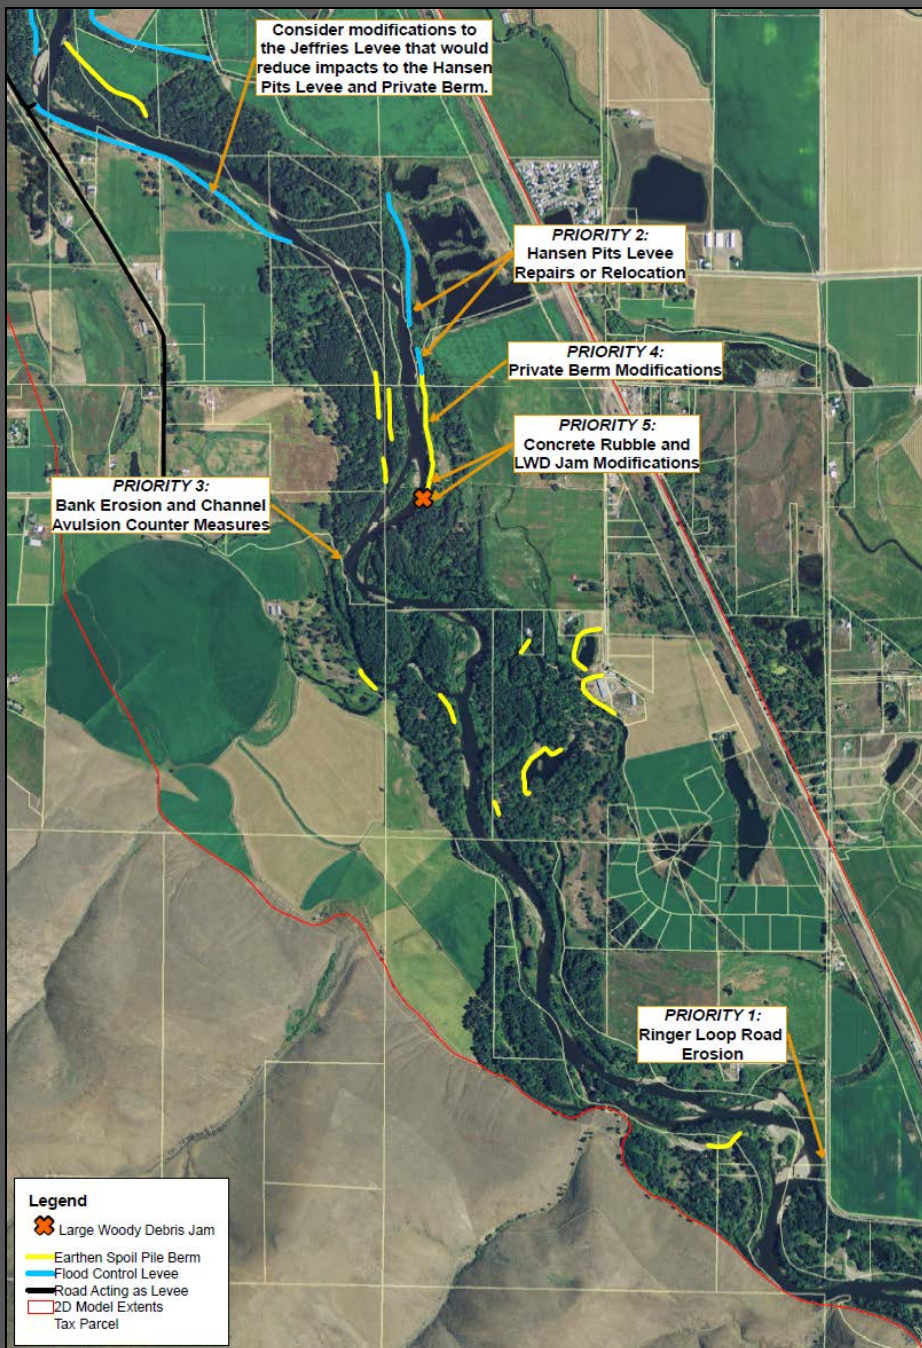 Consider modifications to
the Jeffries Levee that would
reduce impacts to the Hansen
Pits Levee and Private Berm.
PRIORITY 2:
Hansen Pits Levee
Repairs or Relocation
PRIORITY 4:
Private Berm Modifications
PRIORITY 5:
Concrete Rubble and
LWD Jam Modifications
PRIORITY 3:
Bank Erosion and Channel
Avulsion Counter Measures
PRIORITY 1:
Ringer Loop Road
Erosion
Legend
Large Woody Debris Jam
Earthen Spoil Pile Berm
Flood Control Levee
Road Acting as Levee
2D Model Extents
Tax Parcel